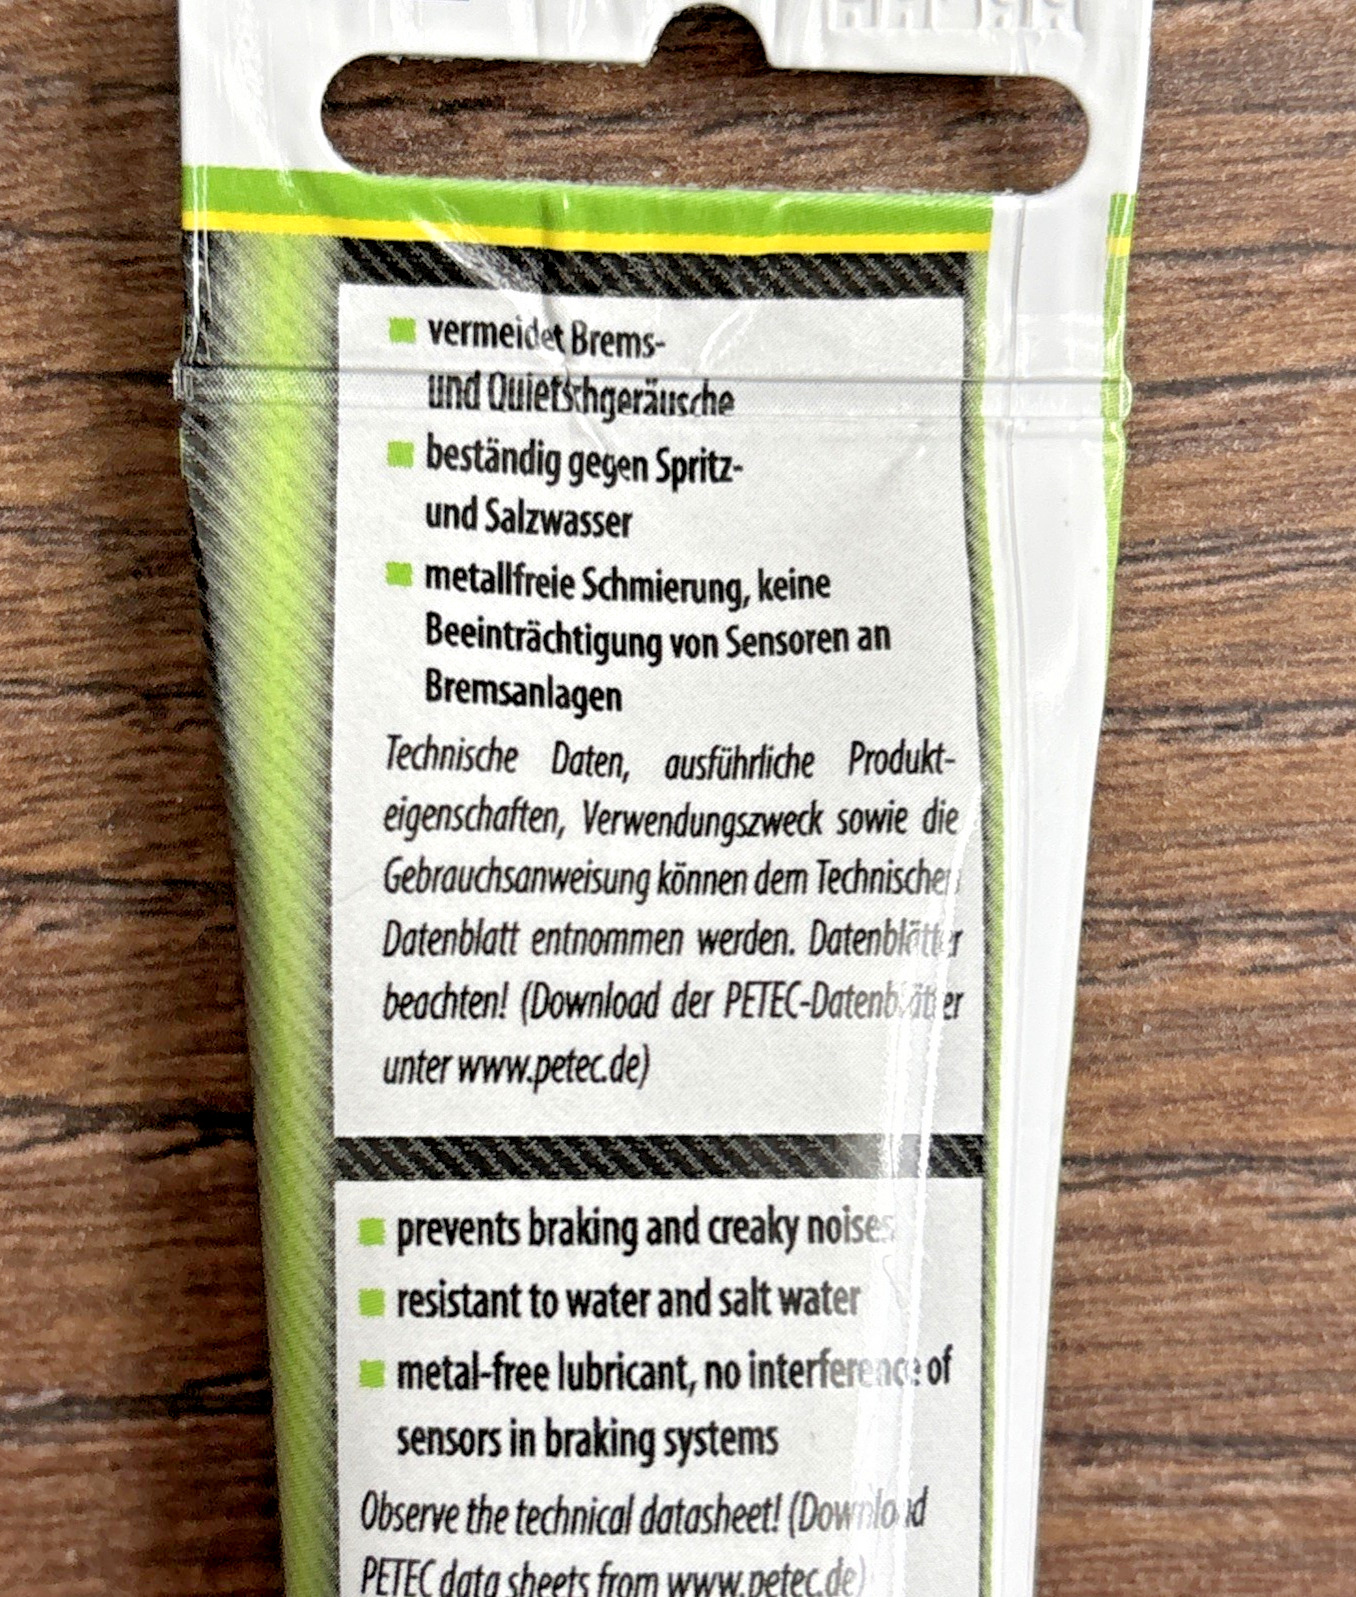 vermeidet Brems-
und Quietschgeräusche
beständig gegen Spritz-
und Salzwasser
metallfreie Schmierung, keine
Beeinträchtigung von Sensoren an
Bremsanlagen
Technische Daten, ausführliche Produkt-
eigenschaften, Verwendungszweck sowie die
Gebrauchsanweisung können dem Technischen
Datenblatt entnommen werden. Datenblätter
beachten! (Download der PETEC-Datenblätter
unter www.petec.de)
prevents braking and creaky noises
resistant to water and salt water
metal-free lubricant, no interference of
sensors in braking systems
Observe the technical datasheet! (Download
PETEC data sheets from www.petec.de)